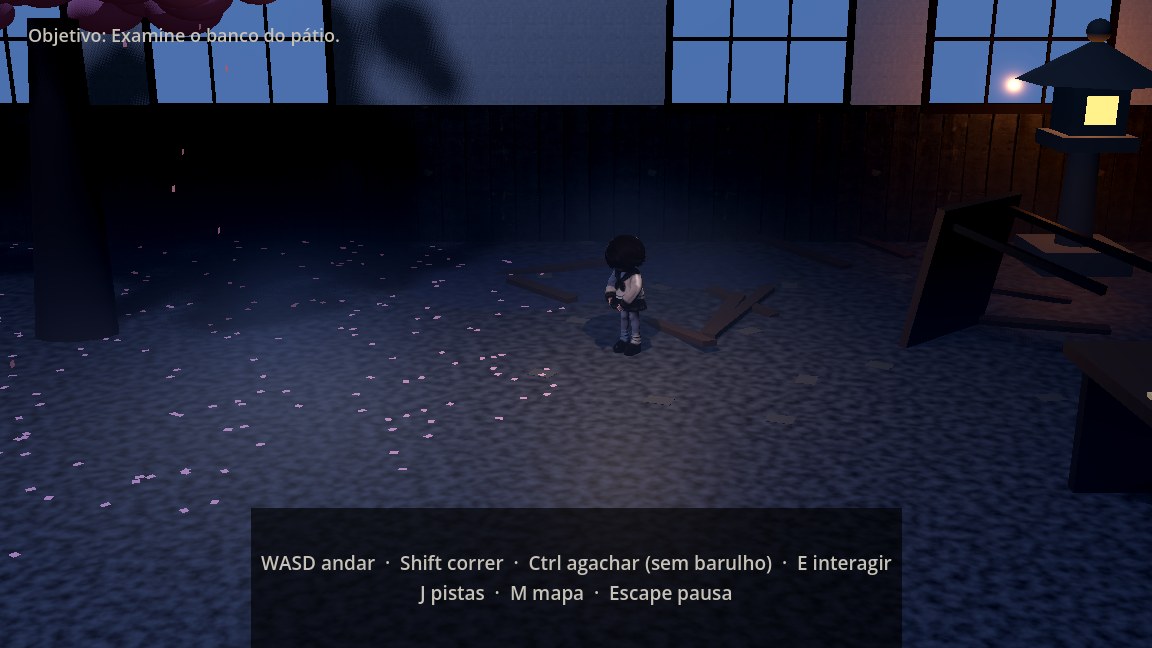 Objetivo: Examine o banco do pátio.
WASD andar · Shift correr · Ctrl agachar (sem barulho) · E interagir
J pistas · M mapa · Escape pausa